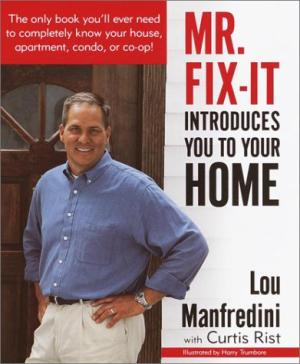 The only book you'll ever need
to completely know your house,
apartment, condo, or co-op!
MR.
FIX-IT
INTRODUCES
YOU TO YOUR
HOME
Lou
Manfredini
with Curtis Rist
Illustrated by Harry Trumbore